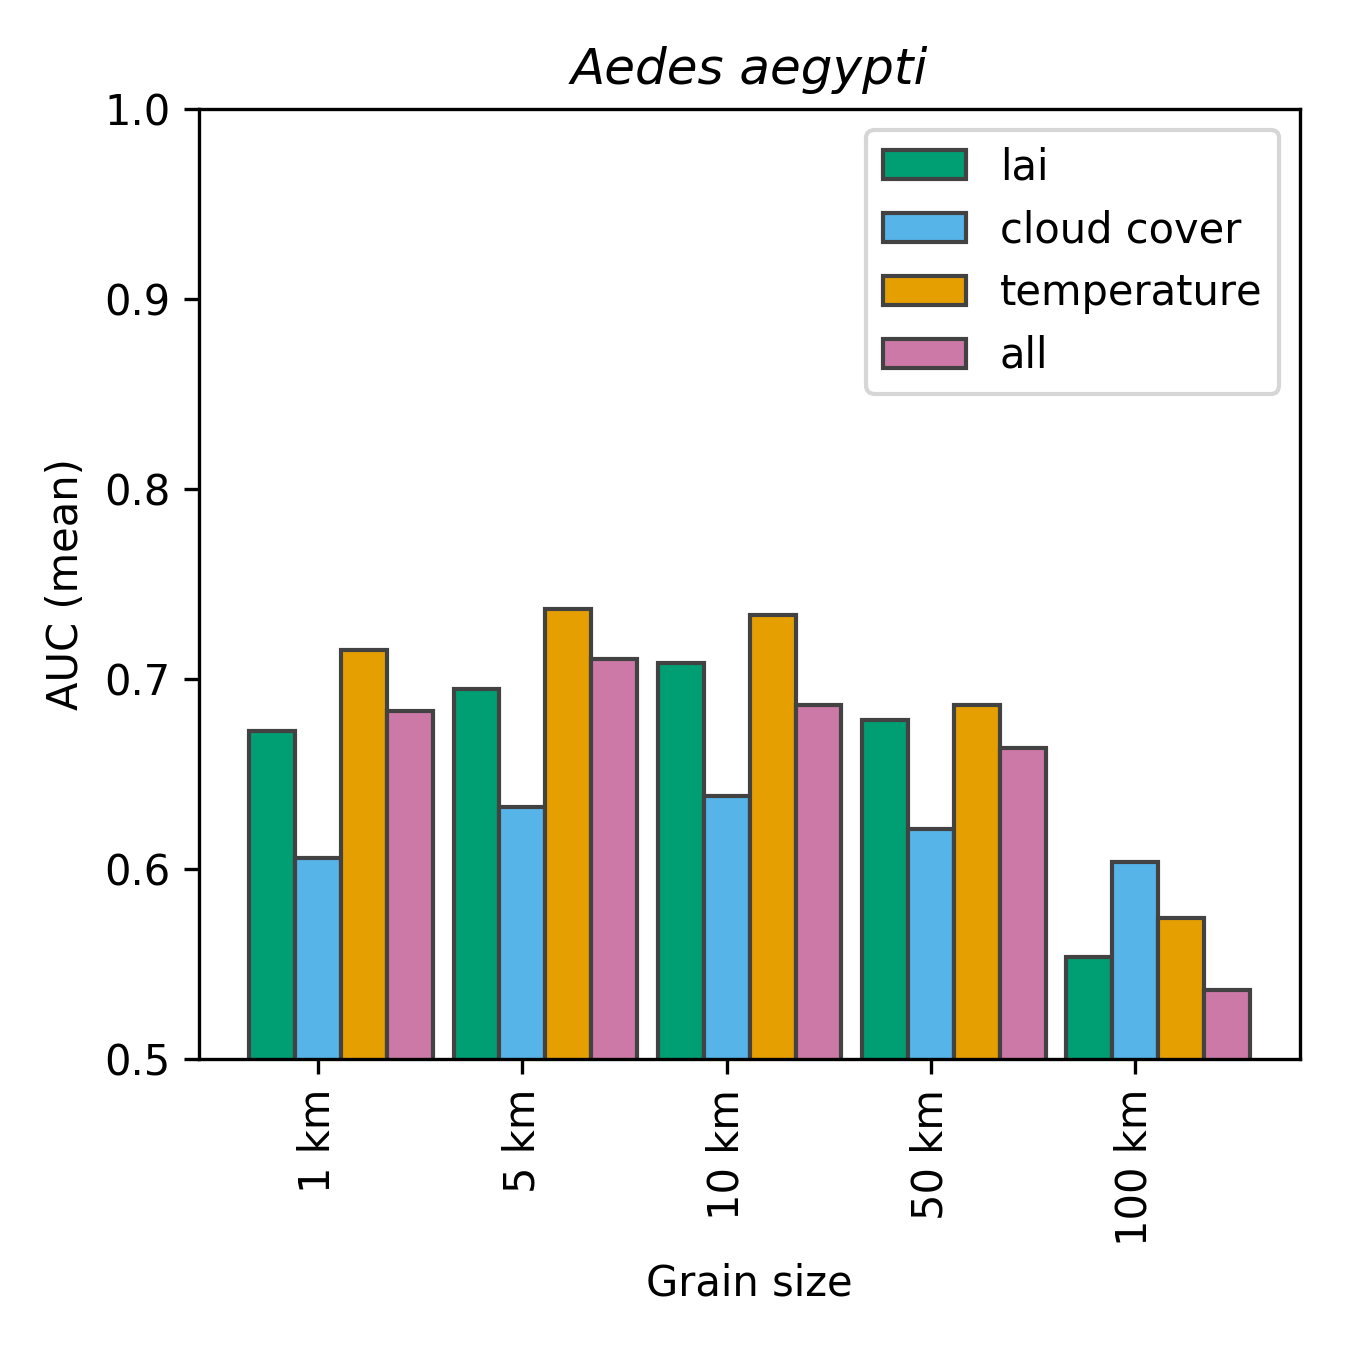 Aedes aegypti
1.0
0.9
0.8
0.7
0.6
0.5
AUC (mean)
lai
cloud cover
temperature
all
1 km
5 km
10 km
50 km
100 km
Grain size